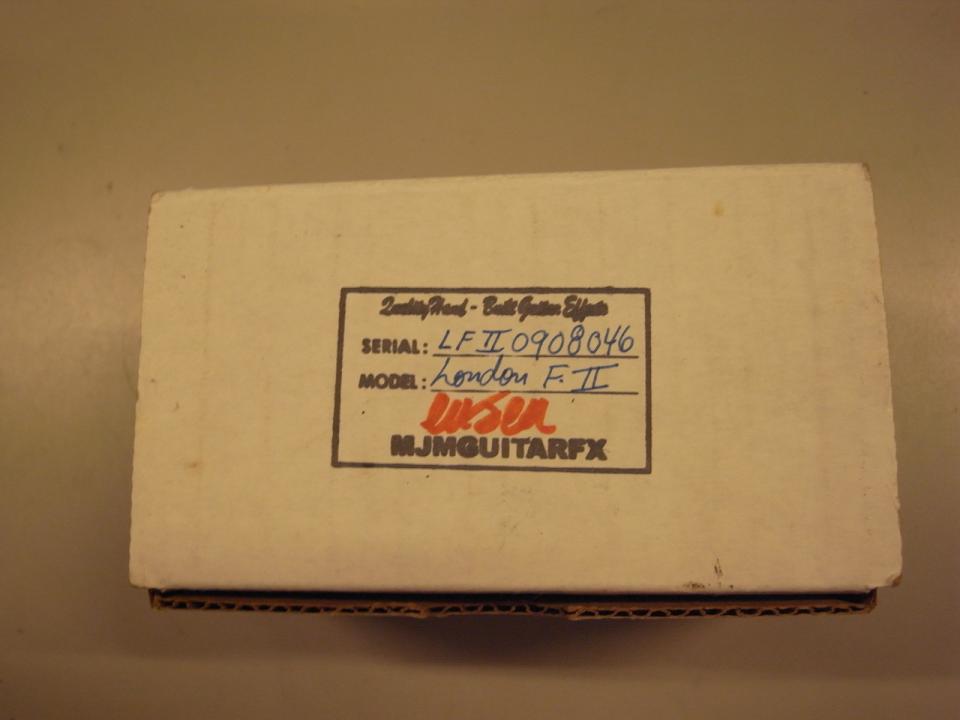 Quality Hand - Built Guitar Effects
SERIAL: LF II 0908046
MODEL: London F. II
MJMGUITARFX